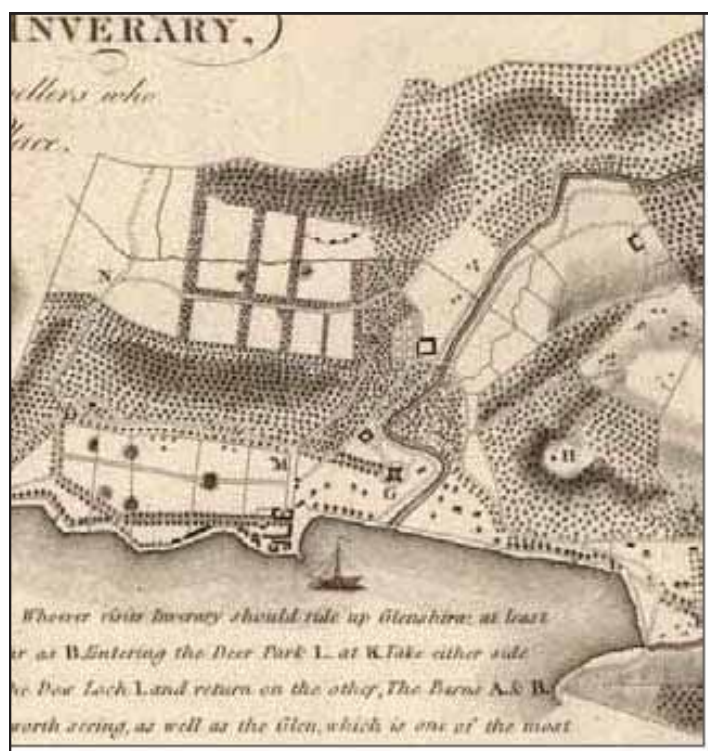 INVERARY,
ellers who
Place.
N
D
M
G
H
Whoever visits Inverary should ride up Glenshira; at least
ar as B. Entering the Deer Park L. at K. Take either side
he Dow Loch I. and return on the other, The Burns A. & B.
worth seeing, as well as the Glen, which is one of the most